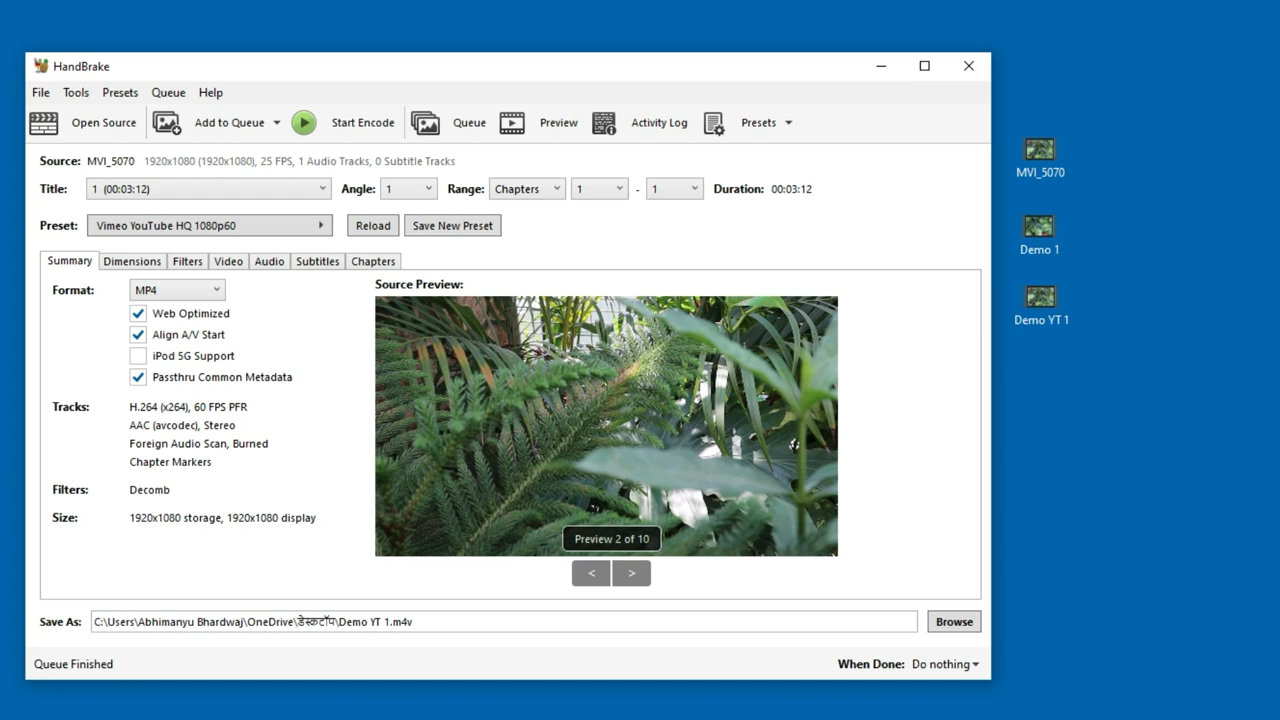 HandBrake
File Tools Presets Queue Help
Open Source Add to Queue Start Encode Queue Preview Activity Log Presets
Source: MVI_5070 1920x1080 (1920x1080), 25 FPS, 1 Audio Tracks, 0 Subtitle Tracks
Title: 1 (00:03:12) Angle: 1 Range: Chapters 1 - 1 Duration: 00:03:12
Preset: Vimeo YouTube HQ 1080p60 Reload Save New Preset
Summary Dimensions Filters Video Audio Subtitles Chapters
Format: MP4
Web Optimized
Align A/V Start
iPod 5G Support
Passthru Common Metadata
Tracks: H.264 (x264), 60 FPS PFR
AAC (avcodec), Stereo
Foreign Audio Scan, Burned
Chapter Markers
Filters: Decomb
Size: 1920x1080 storage, 1920x1080 display
Source Preview:
Preview 2 of 10
< >
Save As: C:\Users\Abhimanyu Bhardwaj\OneDrive\डेस्कटॉप\Demo YT 1.m4v Browse
Queue Finished When Done: Do nothing
MVI_5070
Demo 1
Demo YT 1